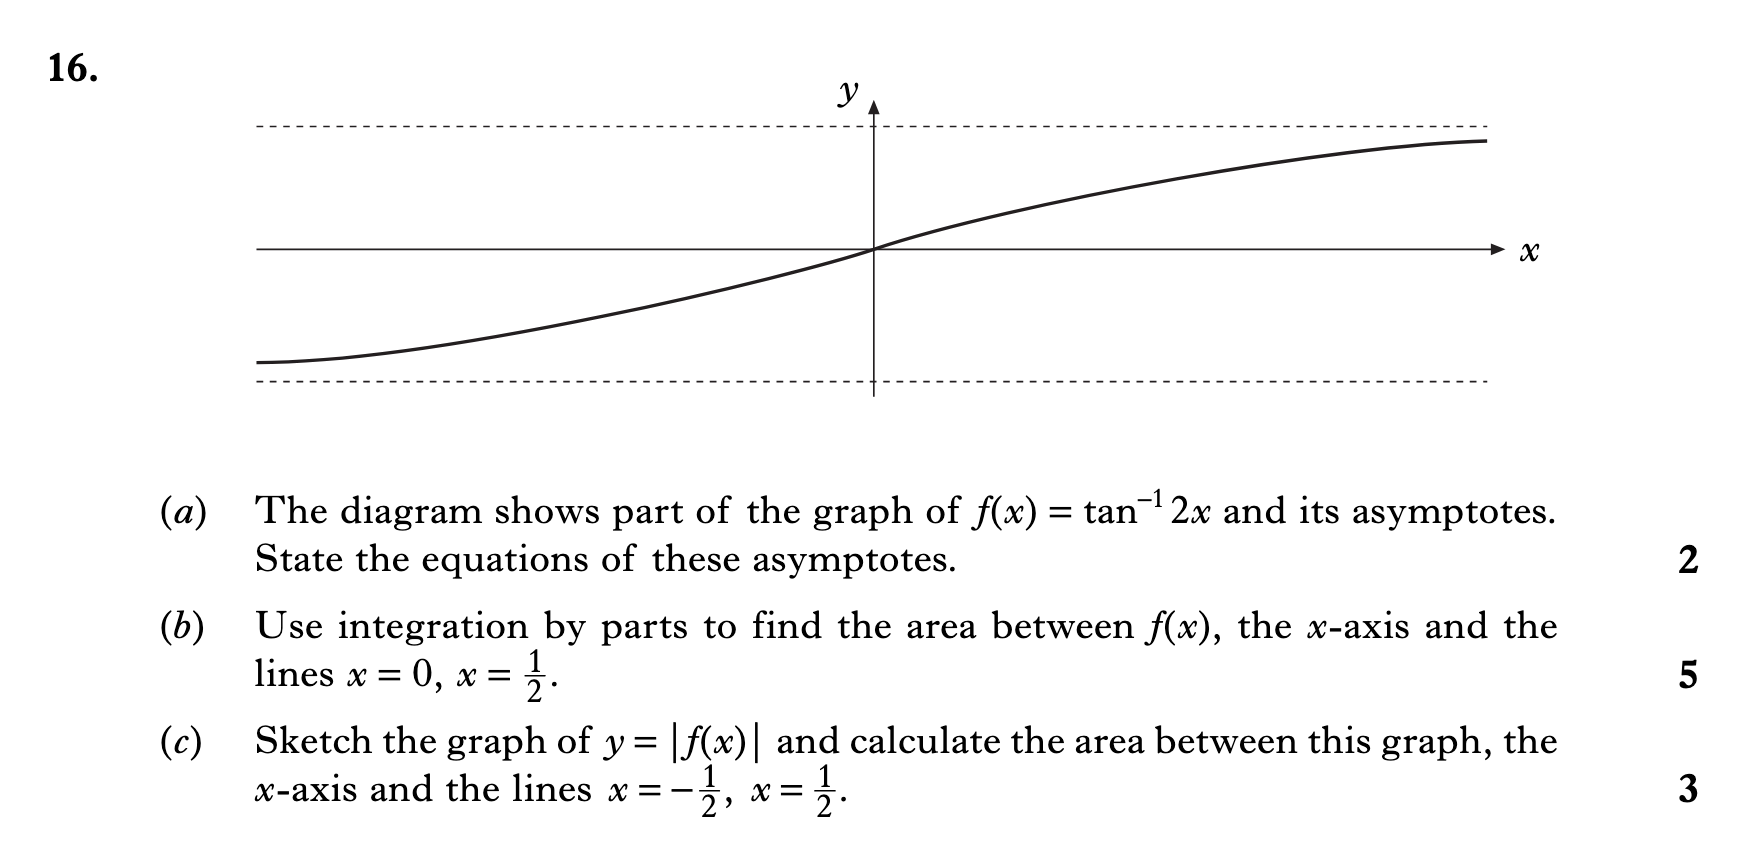 16.
y
x
(a) The diagram shows part of the graph of f(x) = tan⁻¹ 2x and its asymptotes.
State the equations of these asymptotes. 2
(b) Use integration by parts to find the area between f(x), the x-axis and the
lines x = 0, x = 1/2. 5
(c) Sketch the graph of y = |f(x)| and calculate the area between this graph, the
x-axis and the lines x = −1/2, x = 1/2. 3